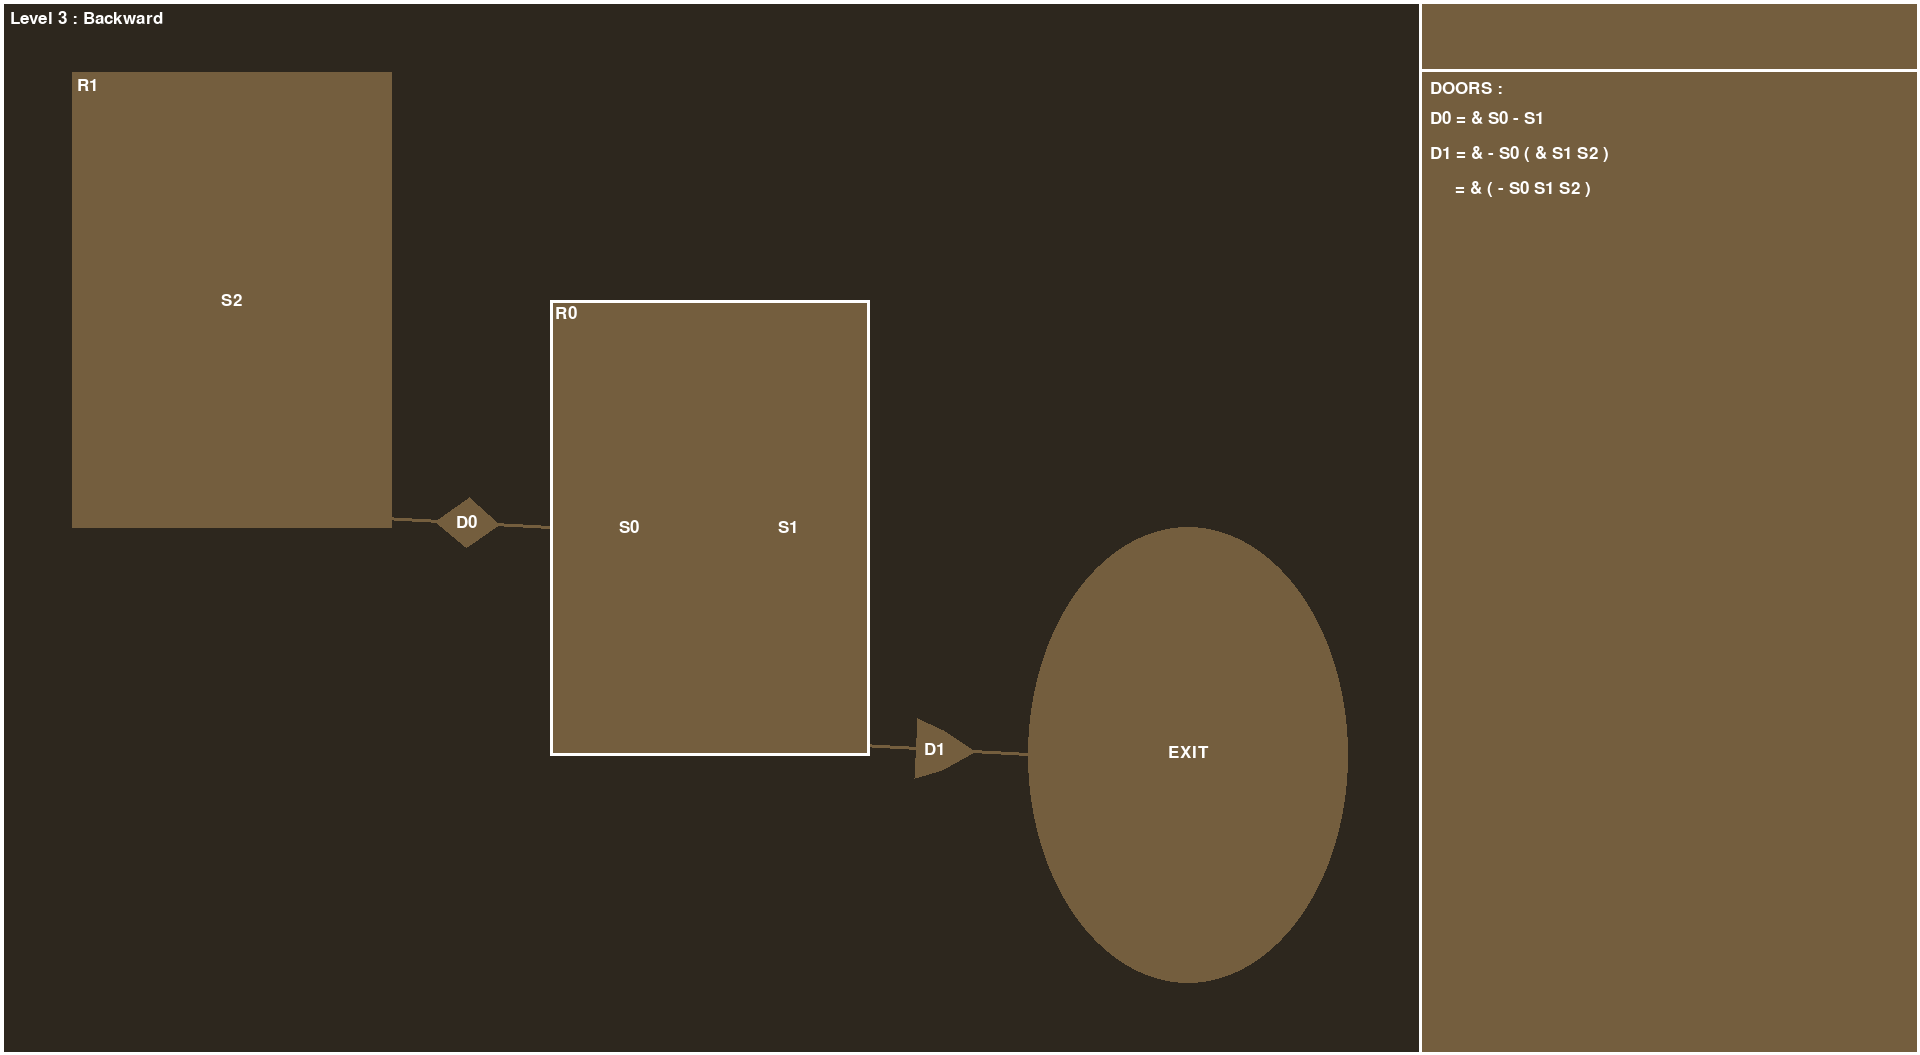 Level 3 : Backward
R1
S2
D0
R0
S0
S1
D1
EXIT
DOORS :
D0 = & S0 - S1
D1 = & - S0 ( & S1 S2 )
= & ( - S0 S1 S2 )